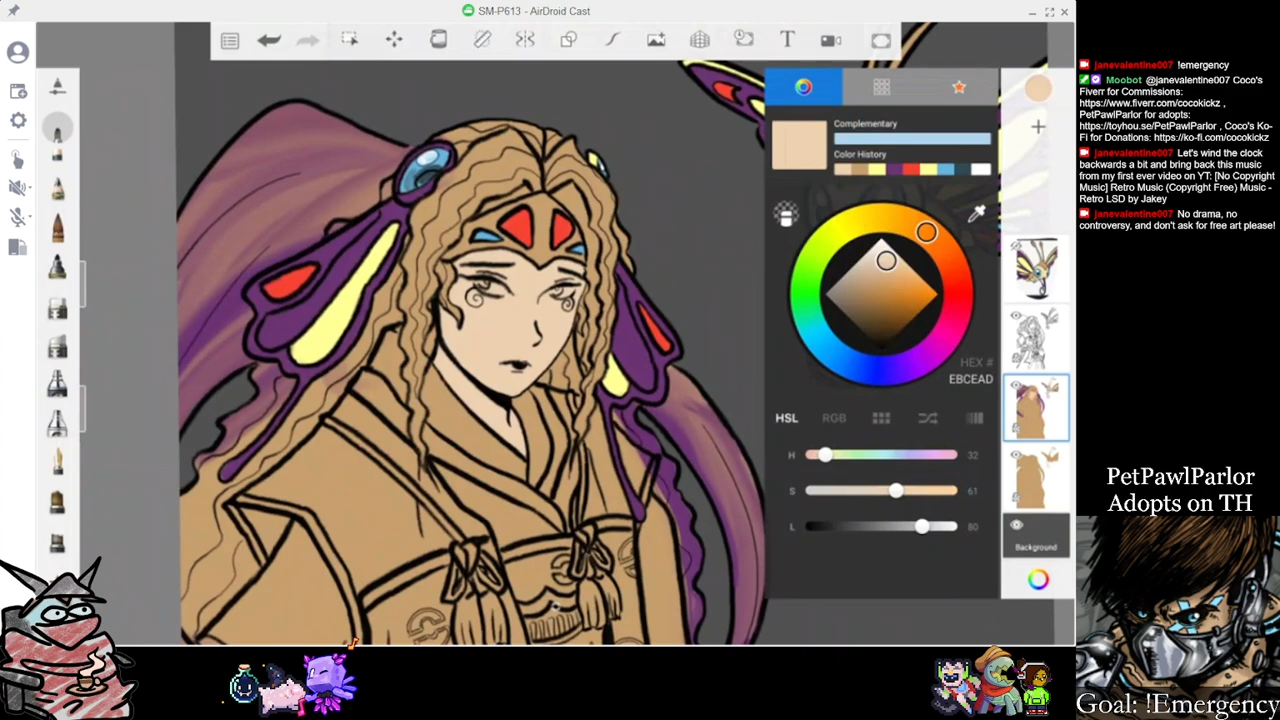 SM-P613 - AirDroid Cast
T
Complementary
Color History
HEX #
EBCEAD
HSL
RGB
H
32
S
61
L
80
Background
janevalentine007 !emergency
Moobot @janevalentine007 Coco's
Fiverr for Commissions:
https://www.fiverr.com/cocokickz ,
PetPawlParlor for adopts:
https://toyhou.se/PetPawlParlor , Coco's Ko-
Fi for Donations: https://ko-fi.com/cocokickz
janevalentine007 Let's wind the clock
backwards a bit and bring back this music
from my first ever video on YT: [No Copyright
Music] Retro Music (Copyright Free) Music -
Retro LSD by Jakey
janevalentine007 No drama, no
controversy, and don't ask for free art please!
PetPawlParlor
Adopts on TH
Goal: !Emergency